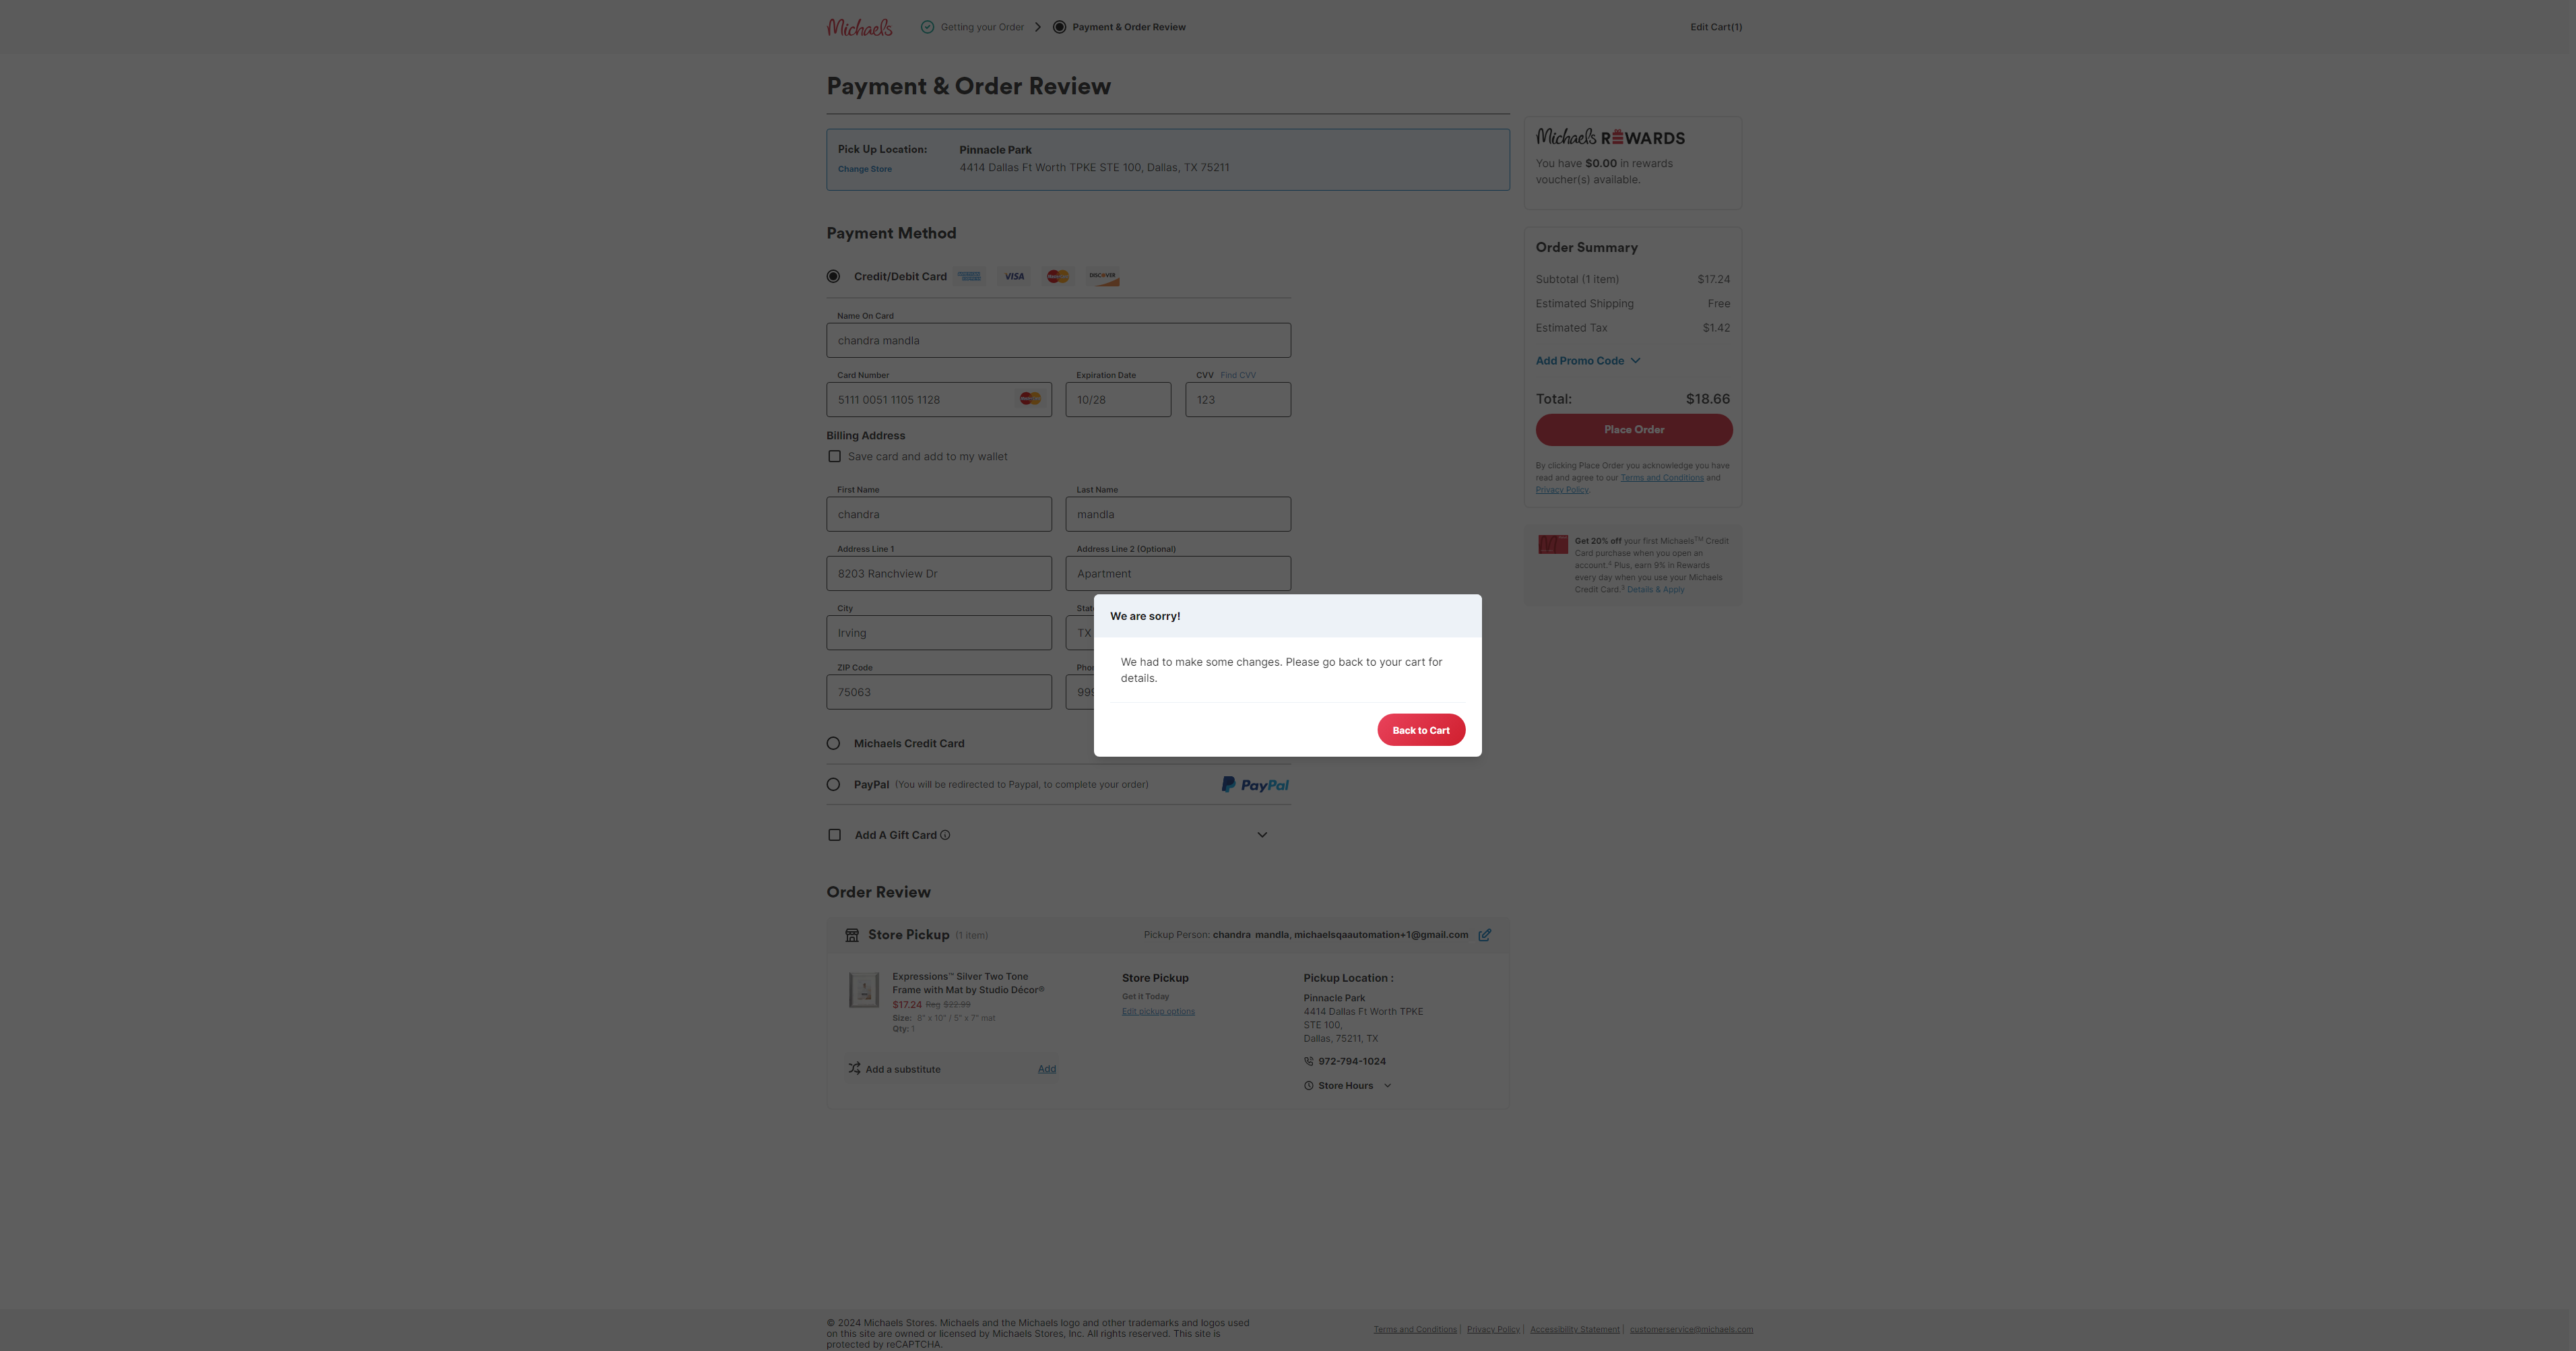 Michaels
Getting your Order
Payment & Order Review
Edit Cart(1)
Payment & Order Review
Pick Up Location:
Change Store
Pinnacle Park
4414 Dallas Ft Worth TPKE STE 100, Dallas, TX 75211
Michaels REWARDS
You have $0.00 in rewards
voucher(s) available.
Payment Method
Credit/Debit Card
VISA
DISCOVER
Name On Card
chandra mandla
Card Number
5111 0051 1105 1128
Expiration Date
10/28
CVV Find CVV
123
Billing Address
Save card and add to my wallet
First Name
chandra
Last Name
mandla
Address Line 1
8203 Ranchview Dr
Address Line 2 (Optional)
Apartment
City
Irving
TX
ZIP Code
75063
Order Summary
Subtotal (1 item) $17.24
Estimated Shipping Free
Estimated Tax $1.42
Add Promo Code
Total: $18.66
Place Order
By clicking Place Order you acknowledge you have
read and agree to our Terms and Conditions and
Privacy Policy.
Get 20% off your first Michaels™ Credit
Card purchase when you open an
account.² Plus, earn 9% in Rewards
every day when you use your Michaels
Credit Card.³ Details & Apply
We are sorry!
We had to make some changes. Please go back to your cart for
details.
Back to Cart
Michaels Credit Card
PayPal (You will be redirected to Paypal, to complete your order)
PayPal
Add A Gift Card
Order Review
Store Pickup (1 item)
Pickup Person: chandra mandla, michaelsqaautomation+1@gmail.com
Expressions™ Silver Two Tone
Frame with Mat by Studio Décor®
$17.24 Reg $22.99
Size: 8" x 10" / 5" x 7" mat
Qty: 1
Add a substitute Add
Store Pickup
Get it Today
Edit pickup options
Pickup Location :
Pinnacle Park
4414 Dallas Ft Worth TPKE
STE 100,
Dallas, 75211, TX
972-794-1024
Store Hours
© 2024 Michaels Stores. Michaels and the Michaels logo and other trademarks and logos used
on this site are owned or licensed by Michaels Stores, Inc. All rights reserved. This site is
protected by reCAPTCHA.
Terms and Conditions | Privacy Policy | Accessibility Statement | customerservice@michaels.com